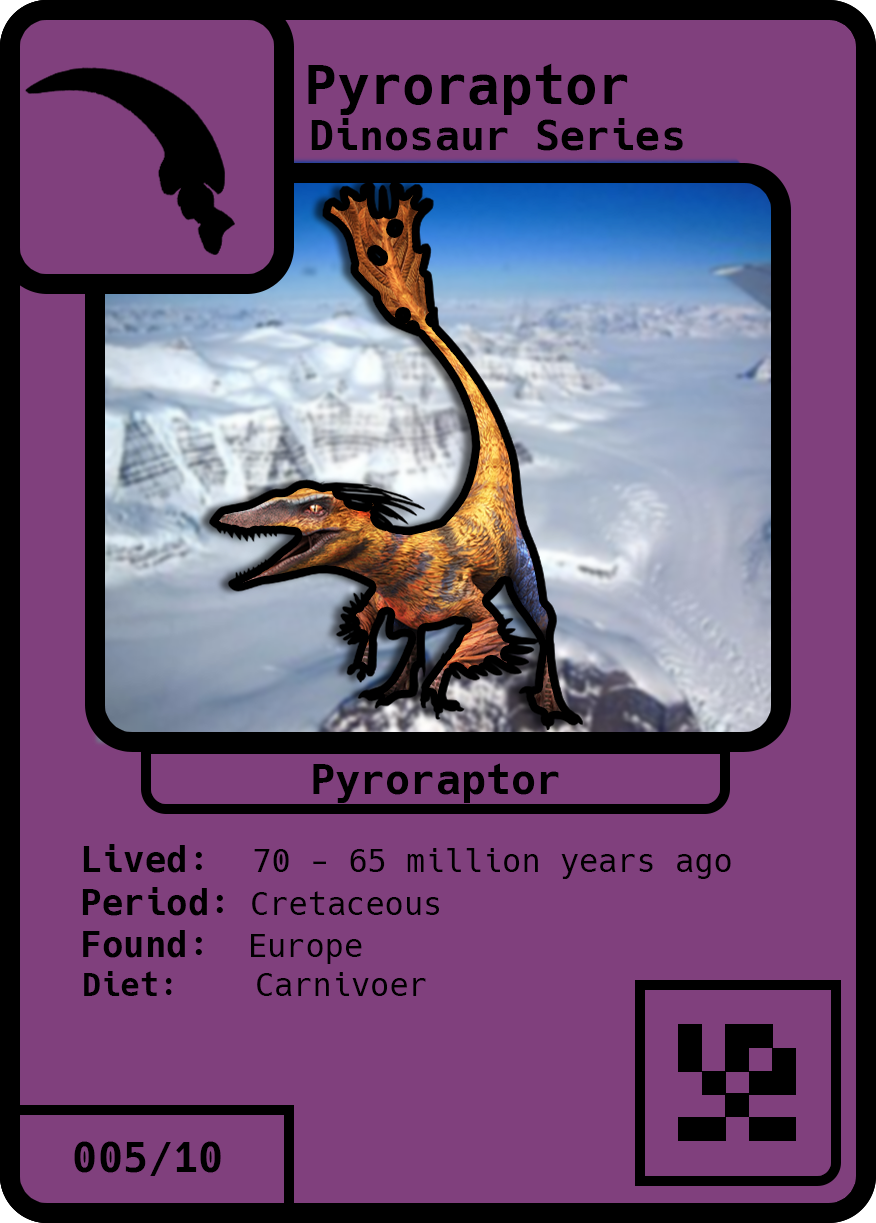 Pyroraptor
Dinosaur Series
Pyroraptor
Lived: 70 - 65 million years ago
Period: Cretaceous
Found: Europe
Diet: Carnivoer
005/10